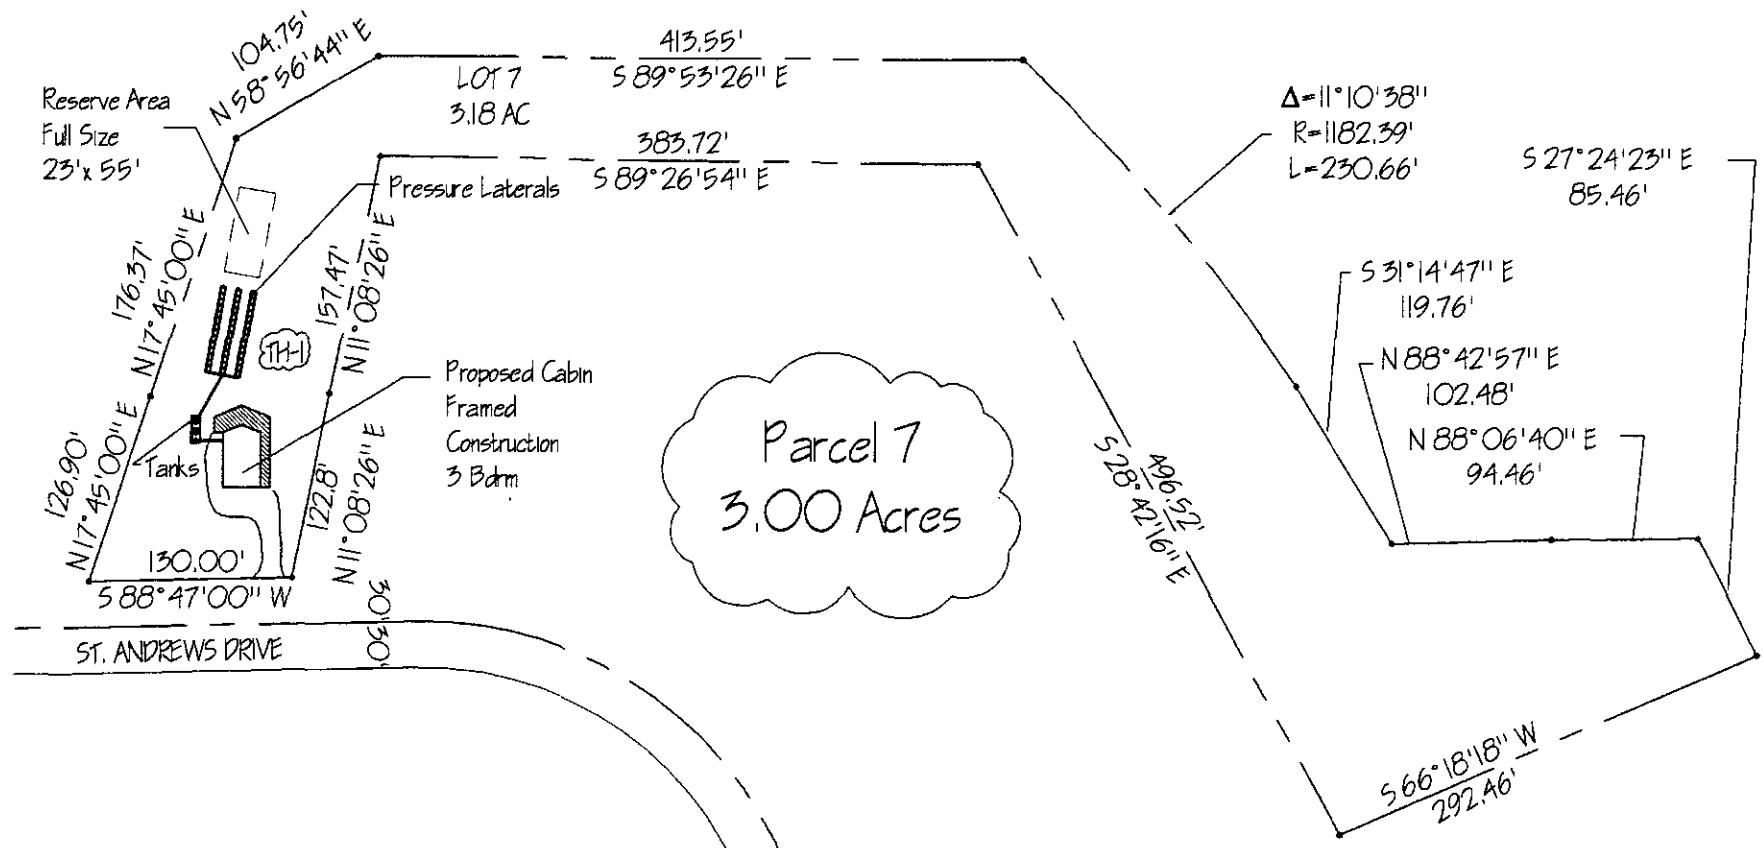 104.75'
N 58°56'44" E
413.55'
S 89°53'26" E
LOT 7
3.18 AC
Reserve Area
Full Size
23'x 55'
383.72'
S 89°26'54" E
Pressure Laterals
Δ=11°10'38"
R=1182.39'
L=230.66'
S 27°24'23" E
85.46'
176.37'
N 17°45'00" E
157.47'
N 11°08'26" E
TH-1
S 31°14'47" E
119.76'
N 88°42'57" E
102.48'
N 88°06'40" E
94.46'
Proposed Cabin
Framed
Construction
3 Bdrm
Parcel 7
3.00 Acres
496.52'
S 28°42'16" E
126.90'
N 17°45'00" E
Tanks
122.8'
N 11°08'26" E
130.00'
S 88°47'00" W
30'
30'
ST. ANDREWS DRIVE
S 66°18'18" W
292.46'